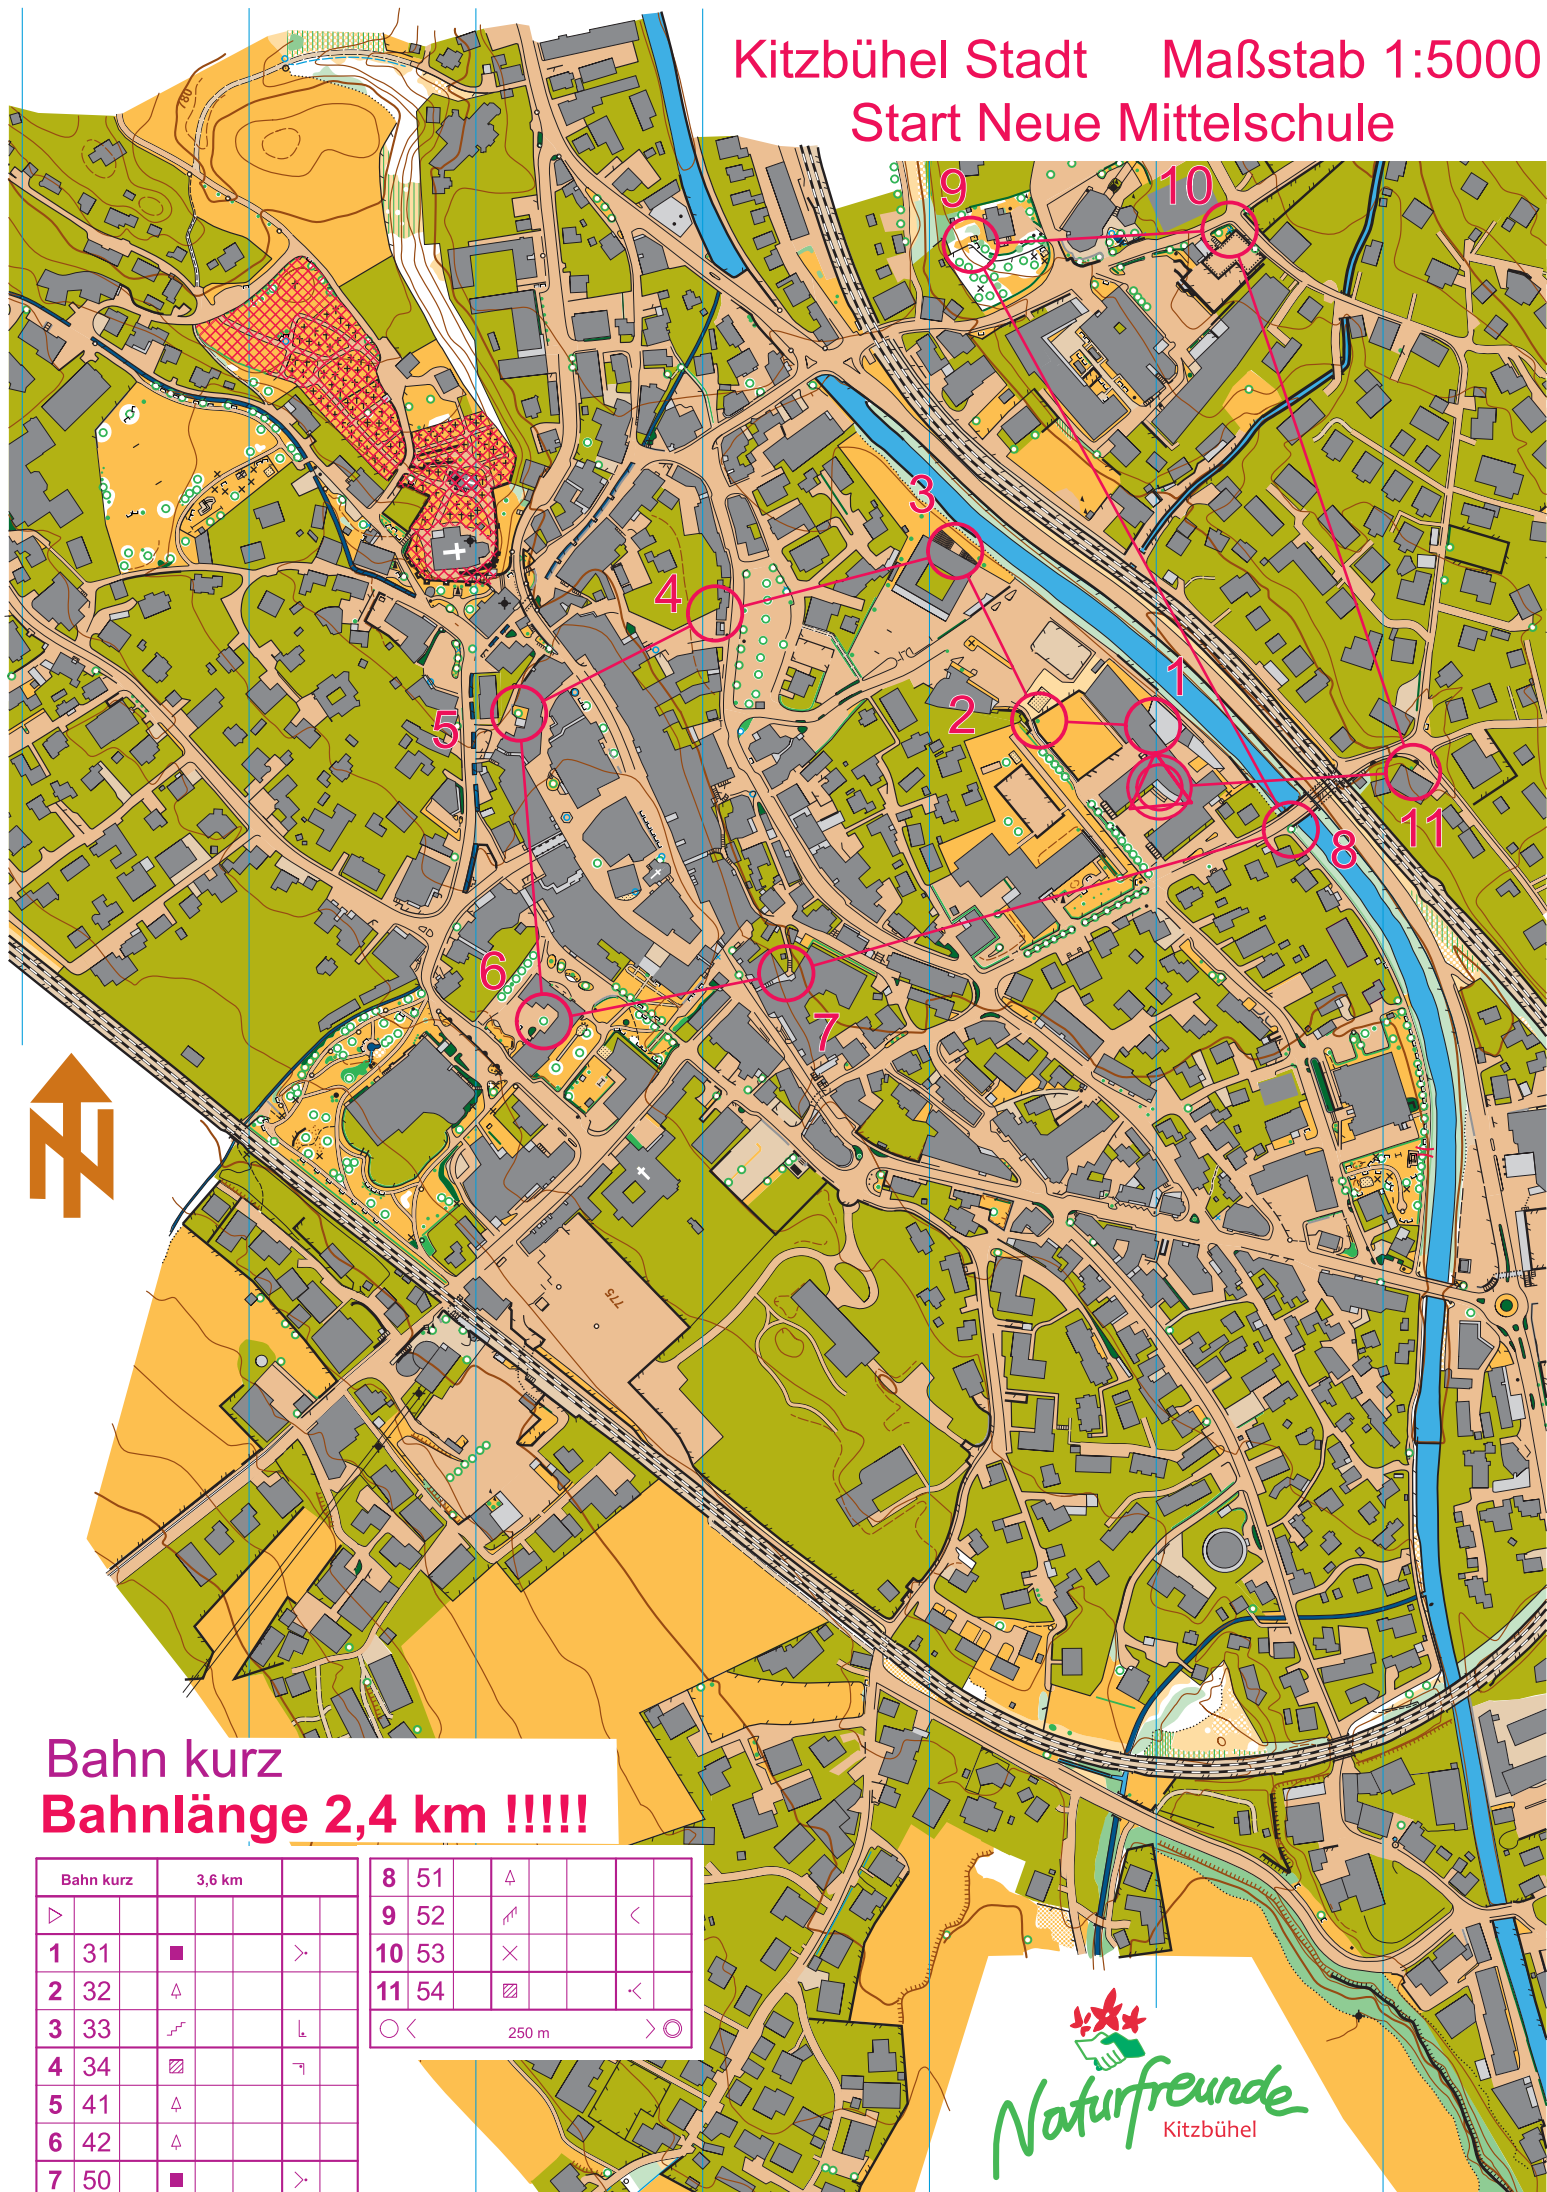 Kitzbühel Stadt Maßstab 1:5000
Start Neue Mittelschule
780
9
10
3
4
1
2
5
11
8
6
7
N
775
Bahn kurz
Bahnlänge 2,4 km !!!!!
Bahn kurz 3,6 km
1 31
2 32
3 33
4 34
5 41
6 42
7 50
8 51
9 52
10 53
11 54
250 m
Naturfreunde
Kitzbühel